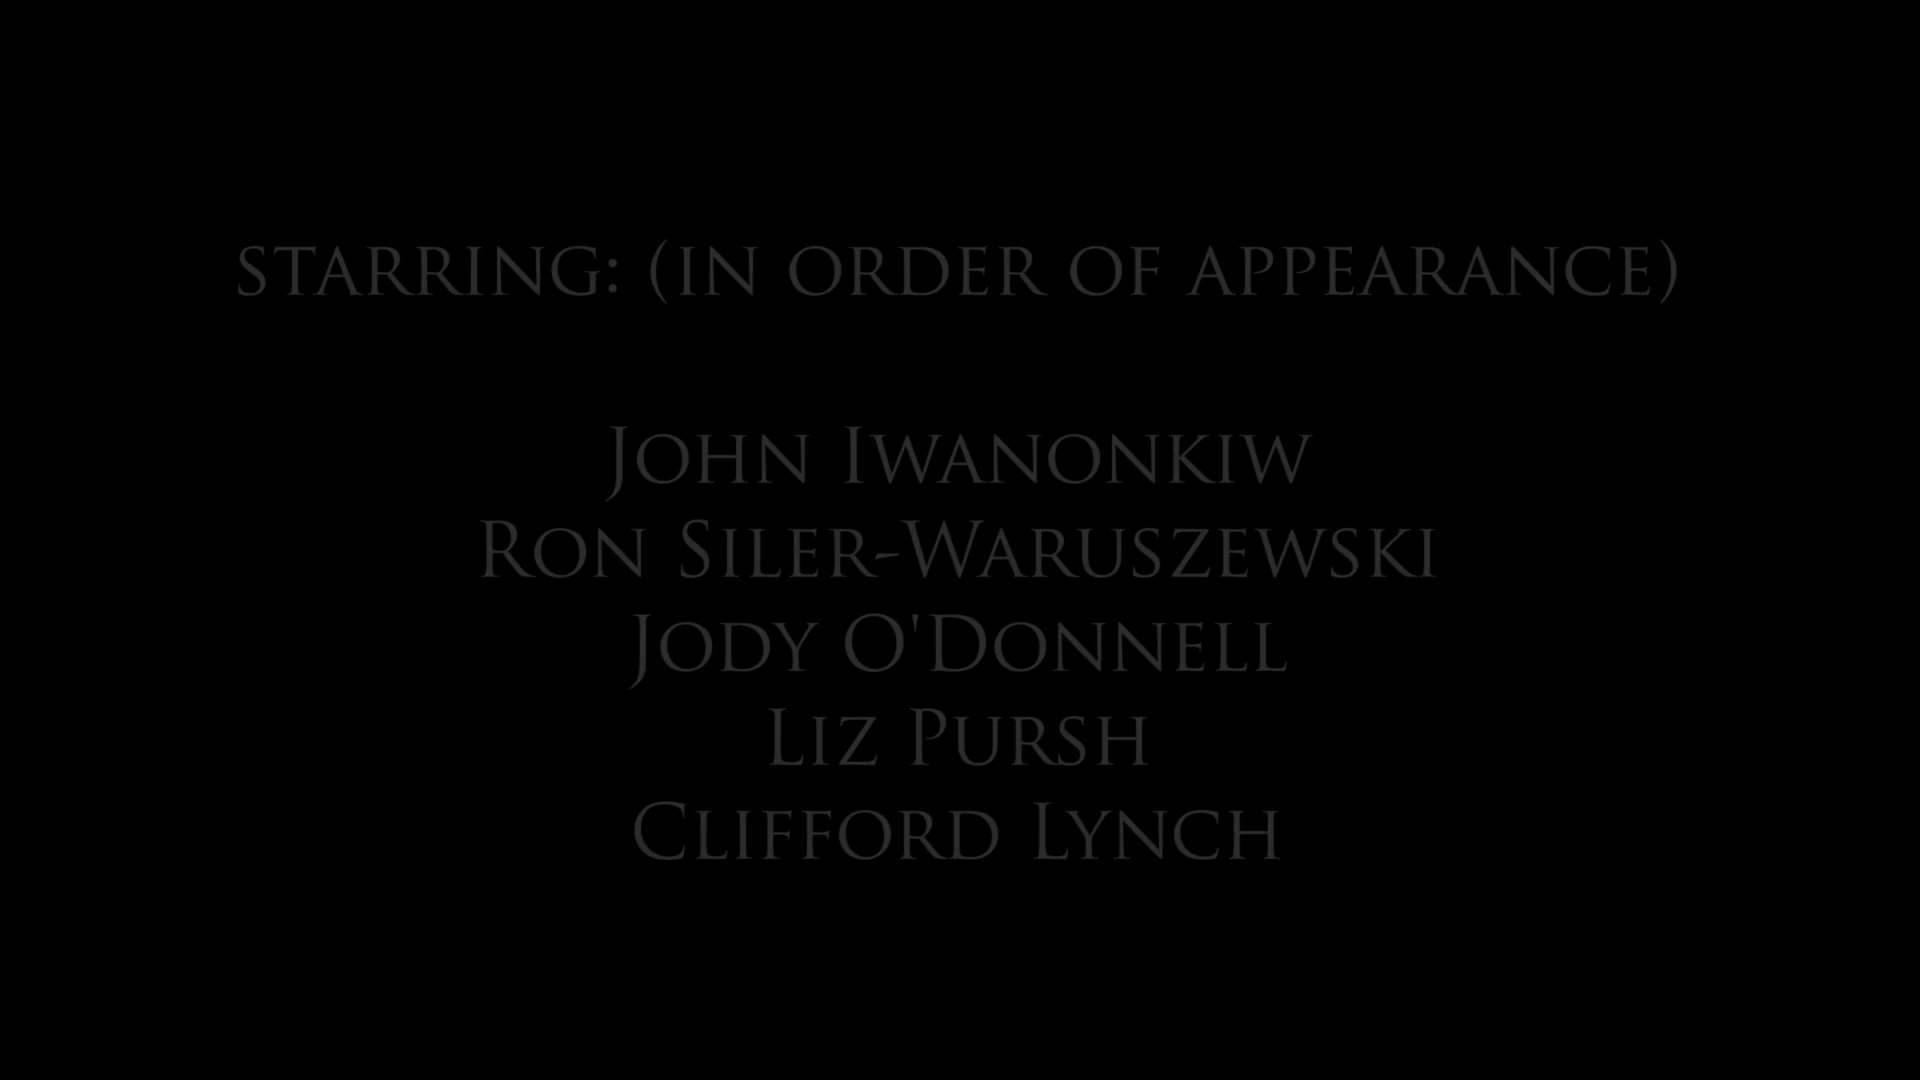 STARRING: (IN ORDER OF APPEARANCE)
John Iwanonkiw
Ron Siler-Waruszewski
Jody O'Donnell
Liz Pursh
Clifford Lynch